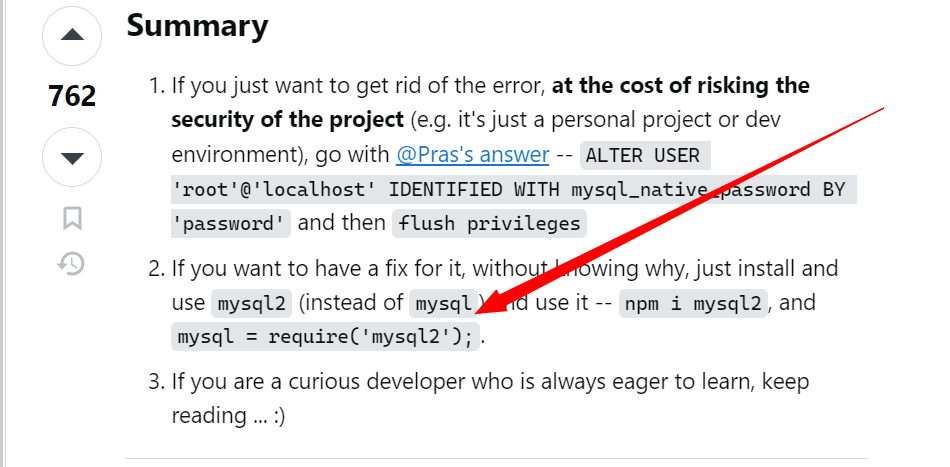 Summary
762
1. If you just want to get rid of the error, at the cost of risking the
security of the project (e.g. it's just a personal project or dev
environment), go with @Pras's answer -- ALTER USER
'root'@'localhost' IDENTIFIED WITH mysql_native_password BY
'password' and then flush privileges
2. If you want to have a fix for it, without knowing why, just install and
use mysql2 (instead of mysql) and use it -- npm i mysql2, and
mysql = require('mysql2');.
3. If you are a curious developer who is always eager to learn, keep
reading ... :)